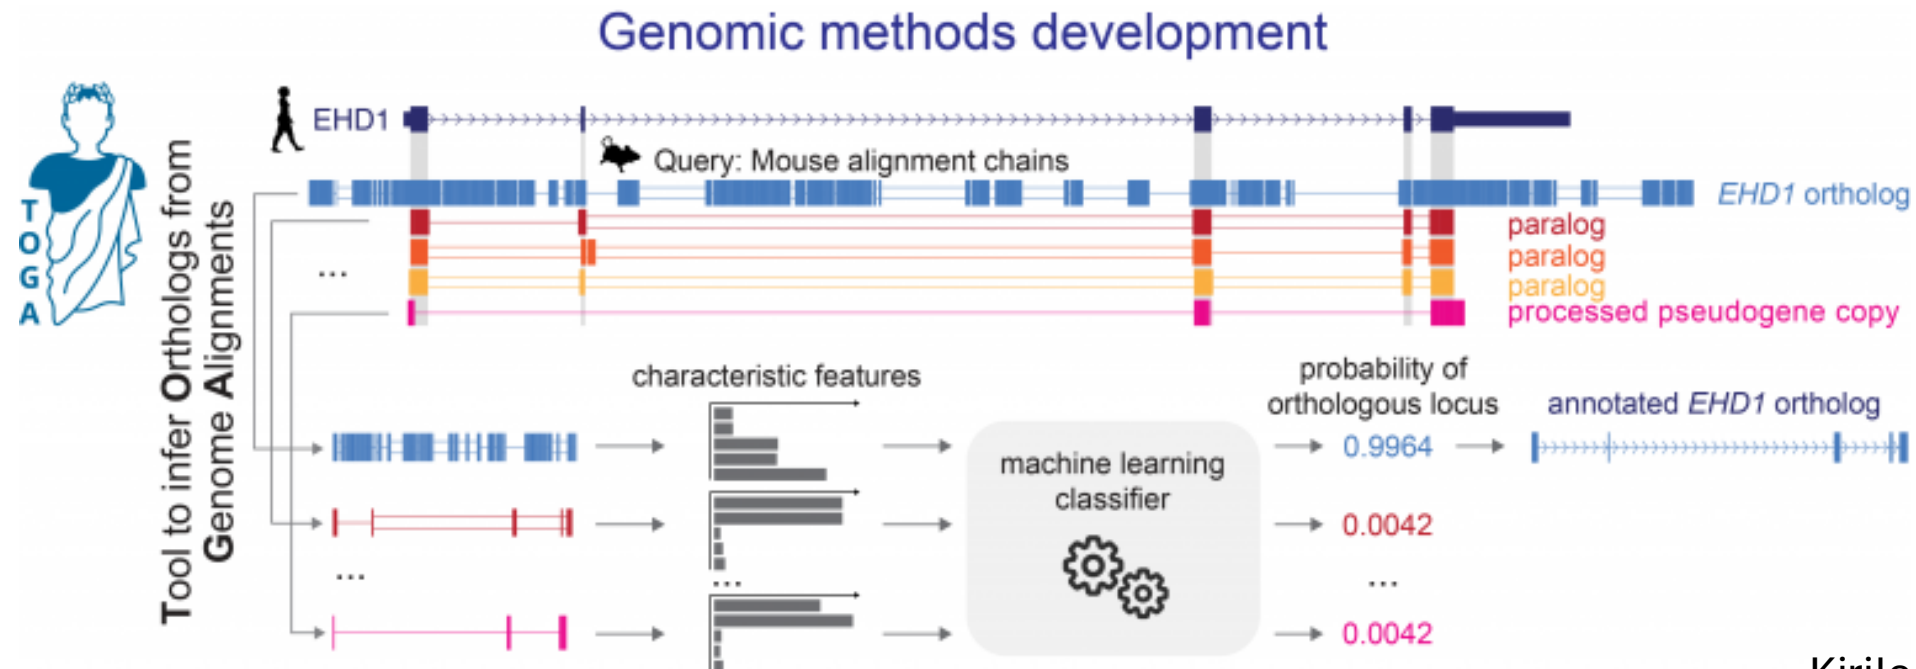 Genomic methods development
T
O
G
A
Tool to infer Orthologs from
Genome Alignments
EHD1
Query: Mouse alignment chains
EHD1 ortholog
paralog
paralog
paralog
processed pseudogene copy
...
characteristic features
probability of
orthologous locus
annotated EHD1 ortholog
machine learning
classifier
0.9964
0.0042
...
...
...
0.0042